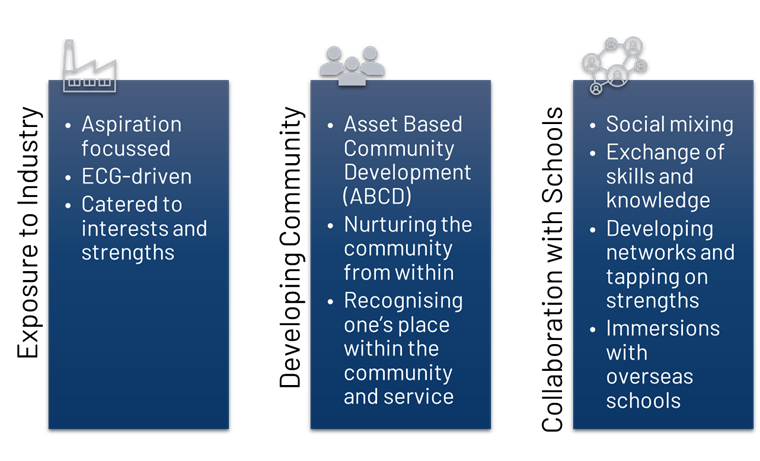 Exposure to Industry
• Aspiration
focussed
• ECG-driven
• Catered to
interests and
strengths
Developing Community
• Asset Based
Community
Development
(ABCD)
• Nurturing the
community
from within
• Recognising
one's place
within the
community
and service
Collaboration with Schools
• Social mixing
• Exchange of
skills and
knowledge
• Developing
networks and
tapping on
strengths
• Immersions
with
overseas
schools